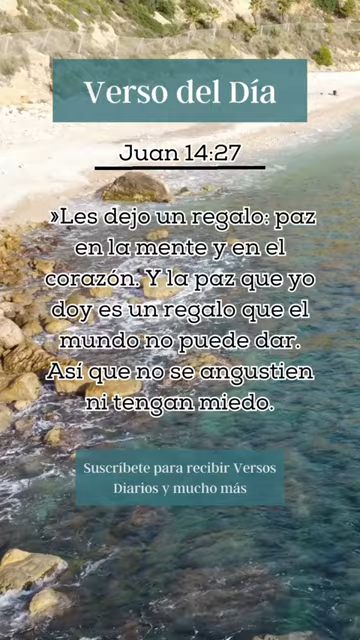 Verso del Día
Juan 14:27
»Les dejo un regalo: paz
en la mente y en el
corazón. Y la paz que yo
doy es un regalo que el
mundo no puede dar.
Así que no se angustien
ni tengan miedo.
Suscríbete para recibir Versos
Diarios y mucho más